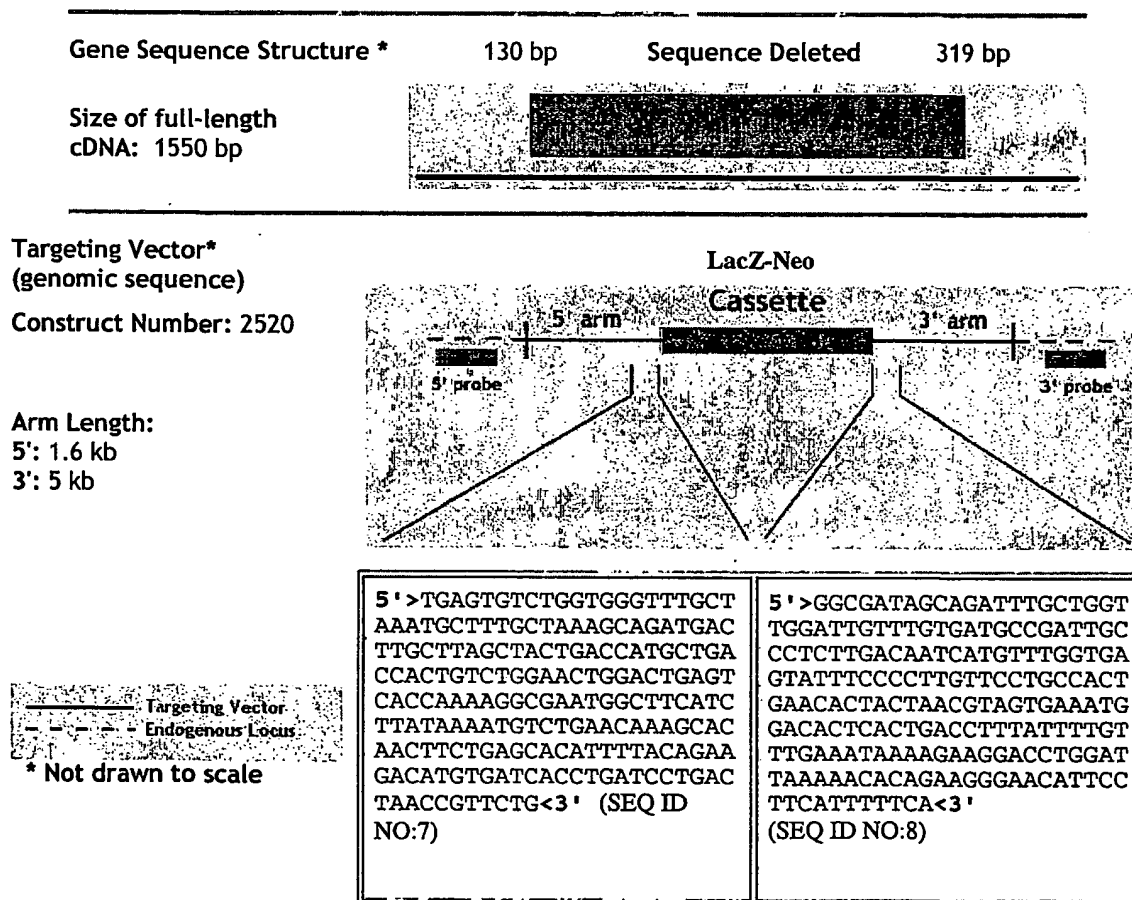 Gene Sequence Structure * 130 bp Sequence Deleted 319 bp
Size of full-length
cDNA: 1550 bp
Targeting Vector*
(genomic sequence)
Construct Number: 2520
Arm Length:
5': 1.6 kb
3': 5 kb
LacZ-Neo
Cassette
5' arm
3' arm
5' probe
3' probe
5'>TGAGTGTCTGGTGGGTTTGCT
AAATGCTTTGCTAAAGCAGATGAC
TTGCTTAGCTACTGACCATGCTGA
CCACTGTCTGGAACTGGACTGAGT
CACCAAAAGGCGAATGGCTTCATC
TTATAAAATGTCTGAACAAAGCAC
AACTTCTGAGCACATTTTACAGAA
GACATGTGATCACCTGATCCTGAC
TAACCGTTCTG<3' (SEQ ID
NO:7)
5'>GGCGATAGCAGATTTGCTGGT
TGGATTGTTTGTGATGCCGATTGC
CCTCTTGACAATCATGTTTGGTGA
GTATTTCCCCTTGTTCCTGCCACT
GAACACTACTAACGTAGTGAAATG
GACACTCACTGACCTTTATTTTGT
TTGAAATAAAAGAAGGACCTGGAT
TAAAAACACAGAAGGGAACATTCC
TTCATTTTTCA<3'
(SEQ ID NO:8)
Targeting Vector
Endogenous Locus
* Not drawn to scale